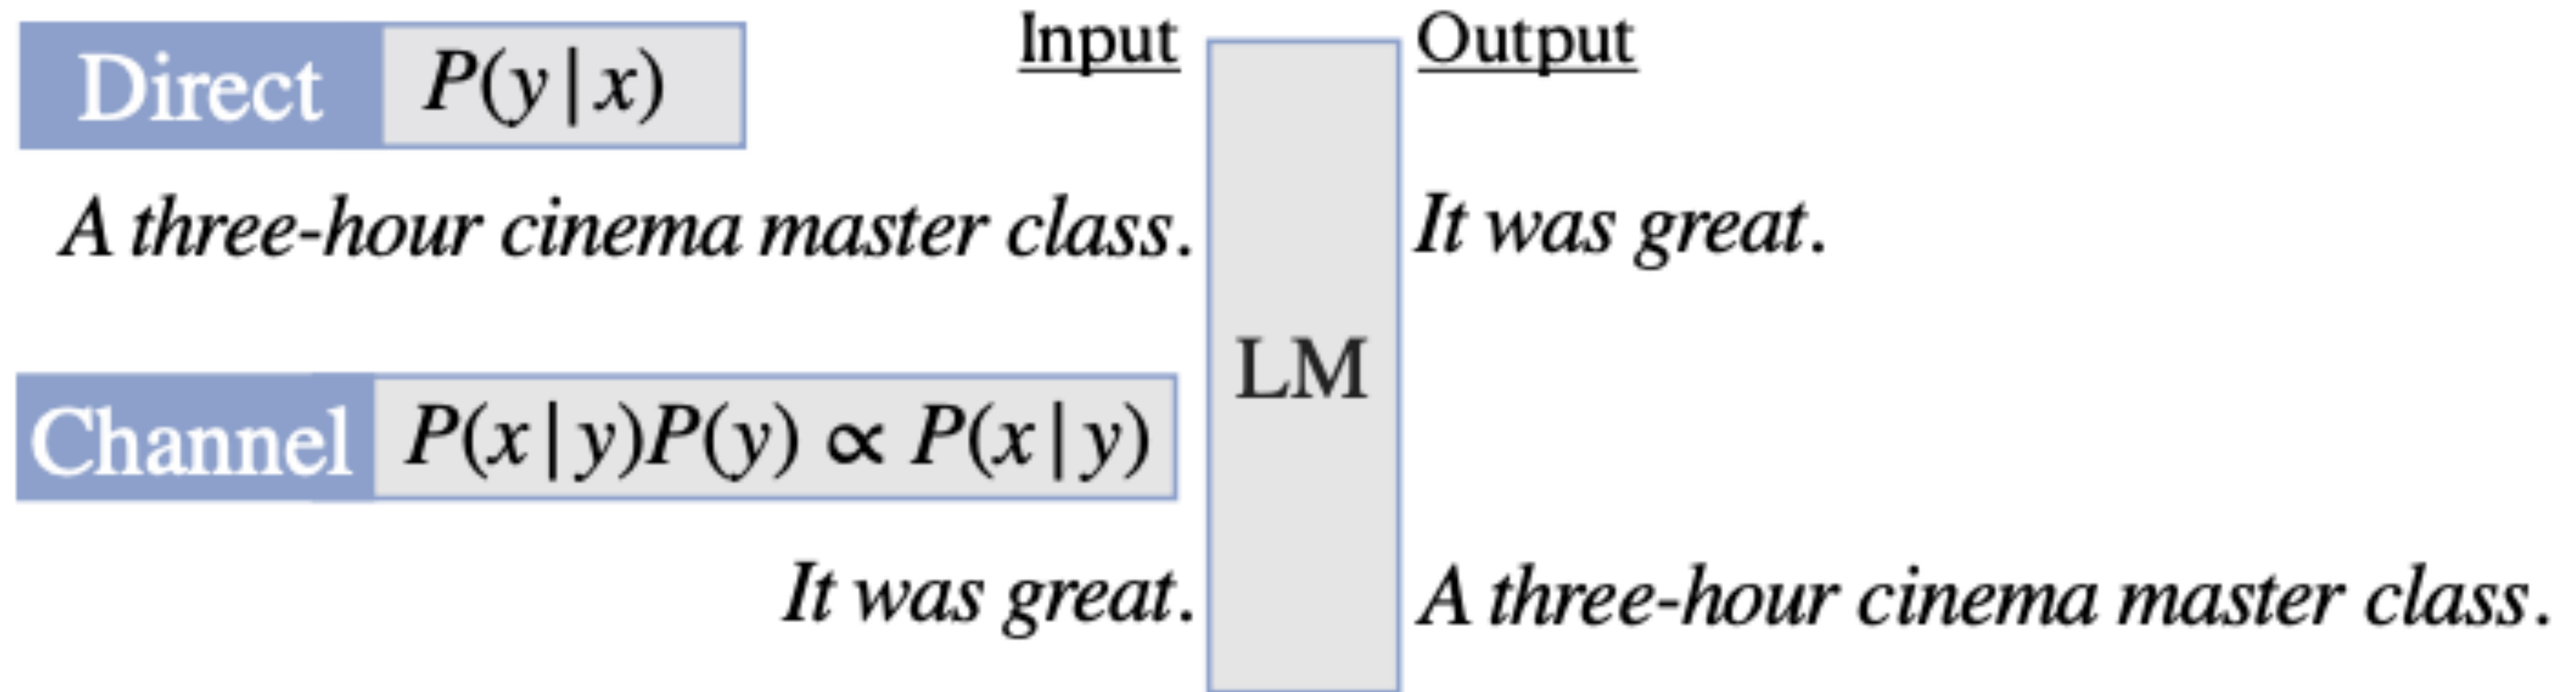 Direct P(y|x) Input Output
A three-hour cinema master class. It was great.
LM
Channel P(x|y)P(y) ∝ P(x|y)
It was great. A three-hour cinema master class.